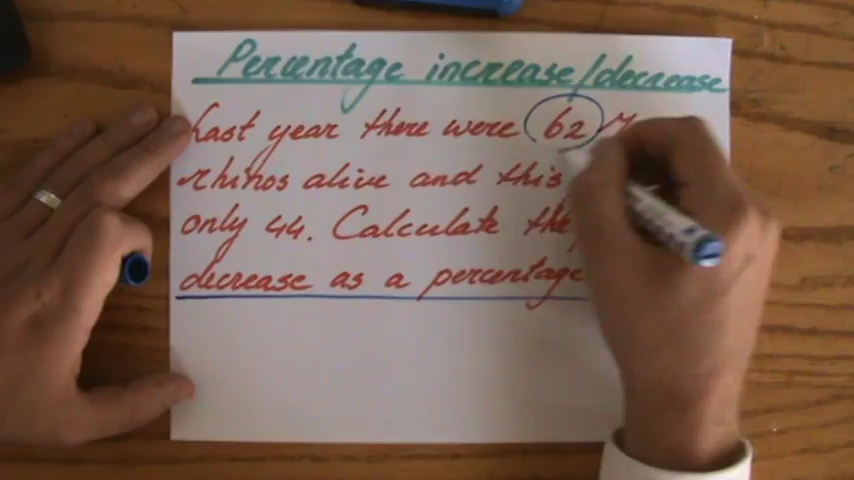 Percentage increase/decrease
Last year there were 62
rhinos alive and this
only 44. Calculate the
decrease as a percentage